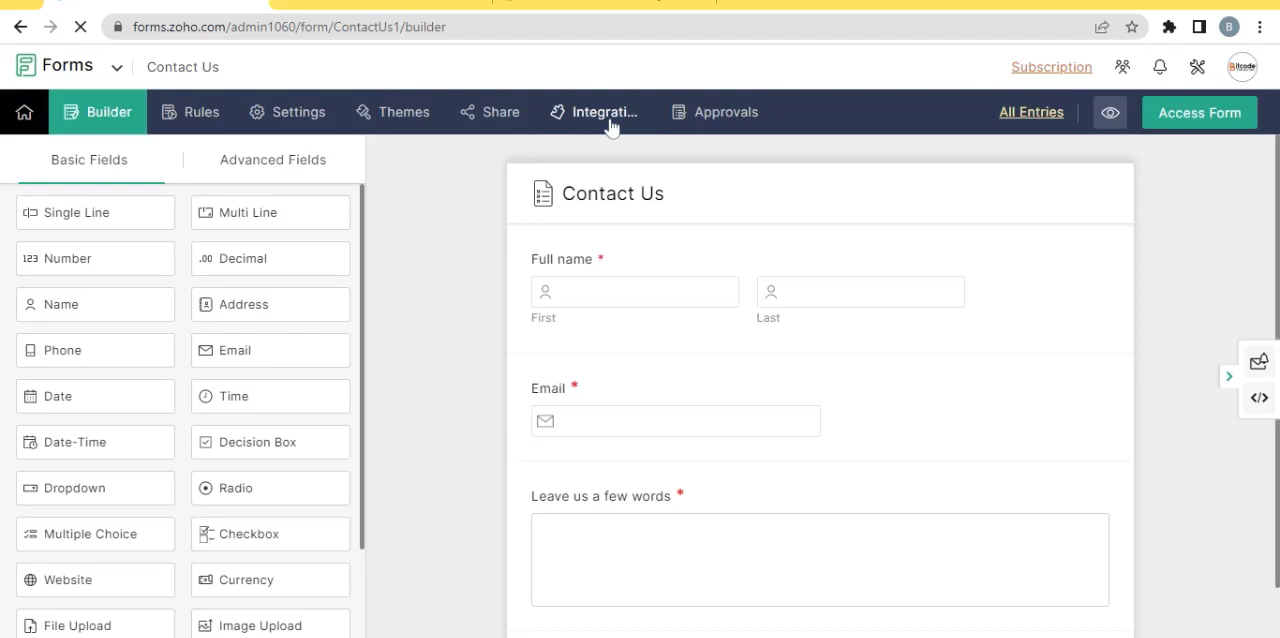 forms.zoho.com/admin1060/form/ContactUs1/builder
B
Forms
Contact Us
Subscription
Bitcode
Builder
Rules
Settings
Themes
Share
Integrati...
Approvals
All Entries
Access Form
Basic Fields
Advanced Fields
Single Line
Multi Line
123 Number
.00 Decimal
Name
Address
Phone
Email
Date
Time
Date-Time
Decision Box
Dropdown
Radio
Multiple Choice
Checkbox
Website
Currency
File Upload
Image Upload
Contact Us
Full name *
First
Last
Email *
Leave us a few words *